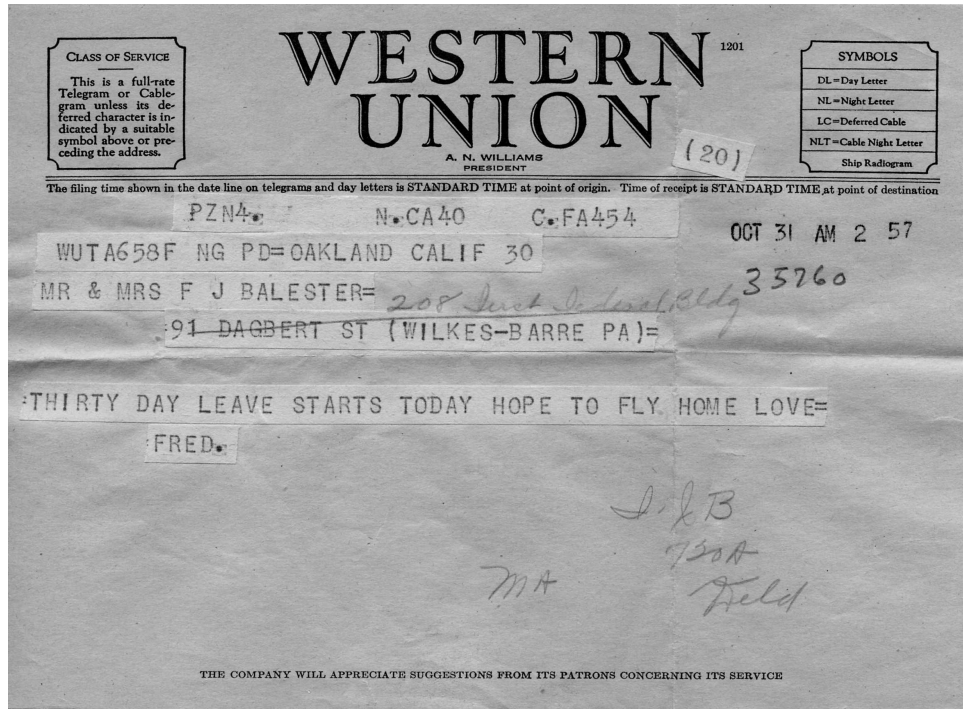 CLASS OF SERVICE
This is a full-rate
Telegram or Cable-
gram unless its de-
ferred character is in-
dicated by a suitable
symbol above or pre-
ceding the address.
WESTERN
UNION
1201
A. N. WILLIAMS
PRESIDENT
(20)
SYMBOLS
DL=Day Letter
NL=Night Letter
LC=Deferred Cable
NLT=Cable Night Letter
Ship Radiogram
The filing time shown in the date line on telegrams and day letters is STANDARD TIME at point of origin. Time of receipt is STANDARD TIME at point of destination
PZN4. N.CA40 C.FA454
OCT 31 AM 2 57
WUTA658F NG PD=OAKLAND CALIF 30
35760
MR & MRS F J BALESTER=
208 First Federal Bldg
:91 DAGBERT ST (WILKES-BARRE PA)=
:THIRTY DAY LEAVE STARTS TODAY HOPE TO FLY HOME LOVE=
:FRED.
B
720A
MA
Deld
THE COMPANY WILL APPRECIATE SUGGESTIONS FROM ITS PATRONS CONCERNING ITS SERVICE